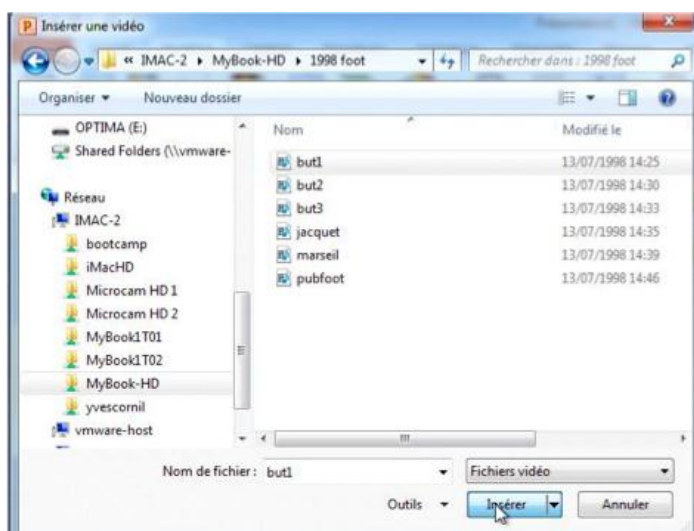 Insérer une vidéo
« IMAC-2 MyBook-HD 1998 foot Rechercher dans : 1998 foot
Organiser Nouveau dossier
OPTIMA (E:)
Shared Folders (\\vmware-
Réseau
IMAC-2
bootcamp
iMacHD
Microcam HD 1
Microcam HD 2
MyBook1T01
MyBook1T02
MyBook-HD
yvescornil
vmware-host
Nom Modifié le
but1 13/07/1998 14:25
but2 13/07/1998 14:30
but3 13/07/1998 14:33
jacquet 13/07/1998 14:35
marseil 13/07/1998 14:39
pubfoot 13/07/1998 14:46
Nom de fichier : but1 Fichiers vidéo
Outils Insérer Annuler